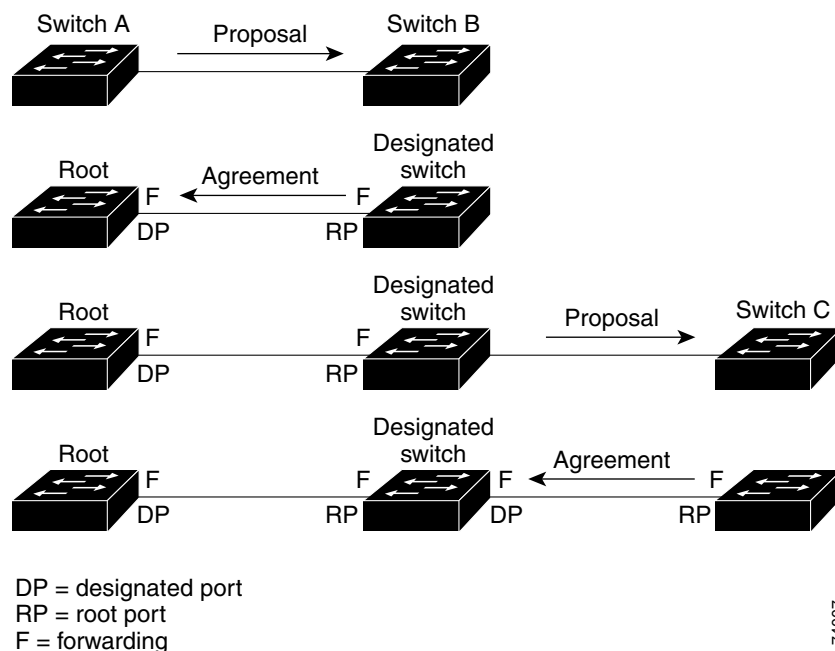 Switch A
Proposal
Switch B
Root
F
Agreement
F
Designated
switch
DP
RP
Root
F
F
Designated
switch
Proposal
Switch C
DP
RP
Root
F
F
Designated
switch
F
Agreement
F
DP
RP
DP
RP
DP = designated port
RP = root port
F = forwarding